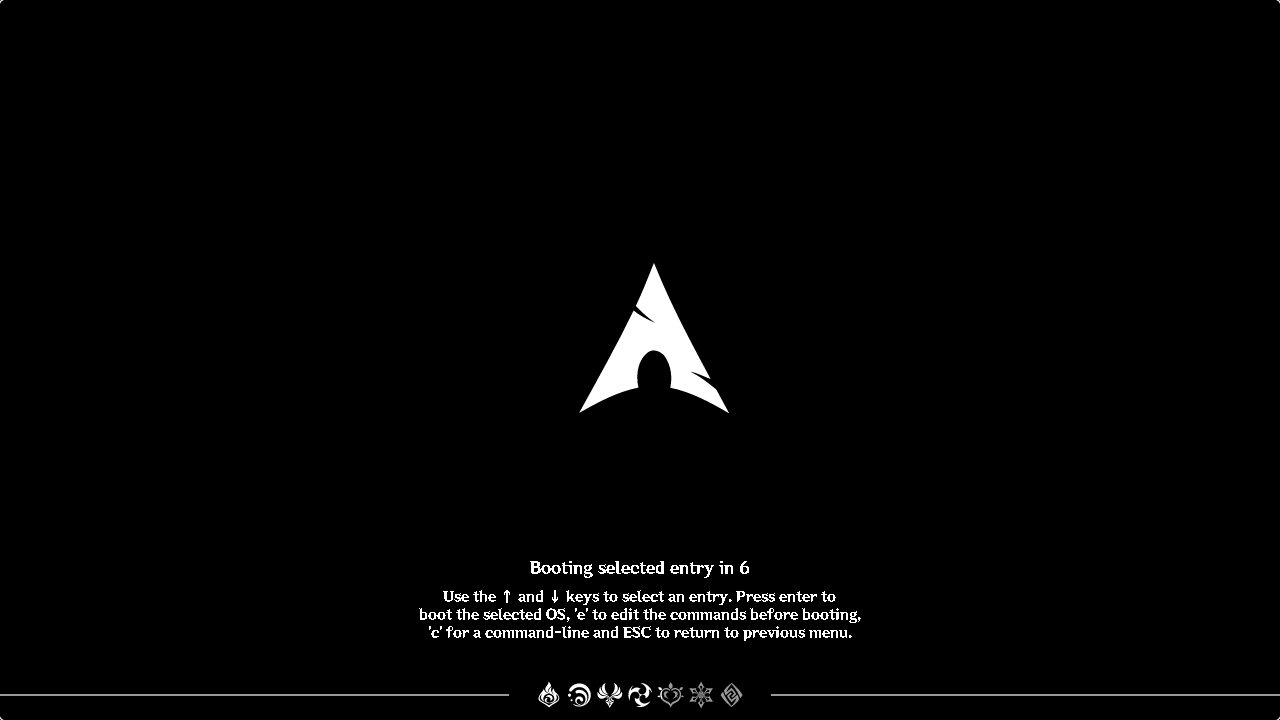 Booting selected entry in 6
Use the ↑ and ↓ keys to select an entry. Press enter to
boot the selected OS, 'e' to edit the commands before booting,
'c' for a command-line and ESC to return to previous menu.